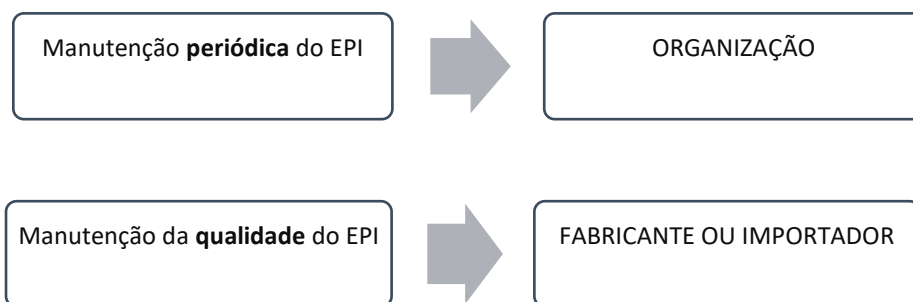 Manutenção periódica do EPI
ORGANIZAÇÃO
Manutenção da qualidade do EPI
FABRICANTE OU IMPORTADOR